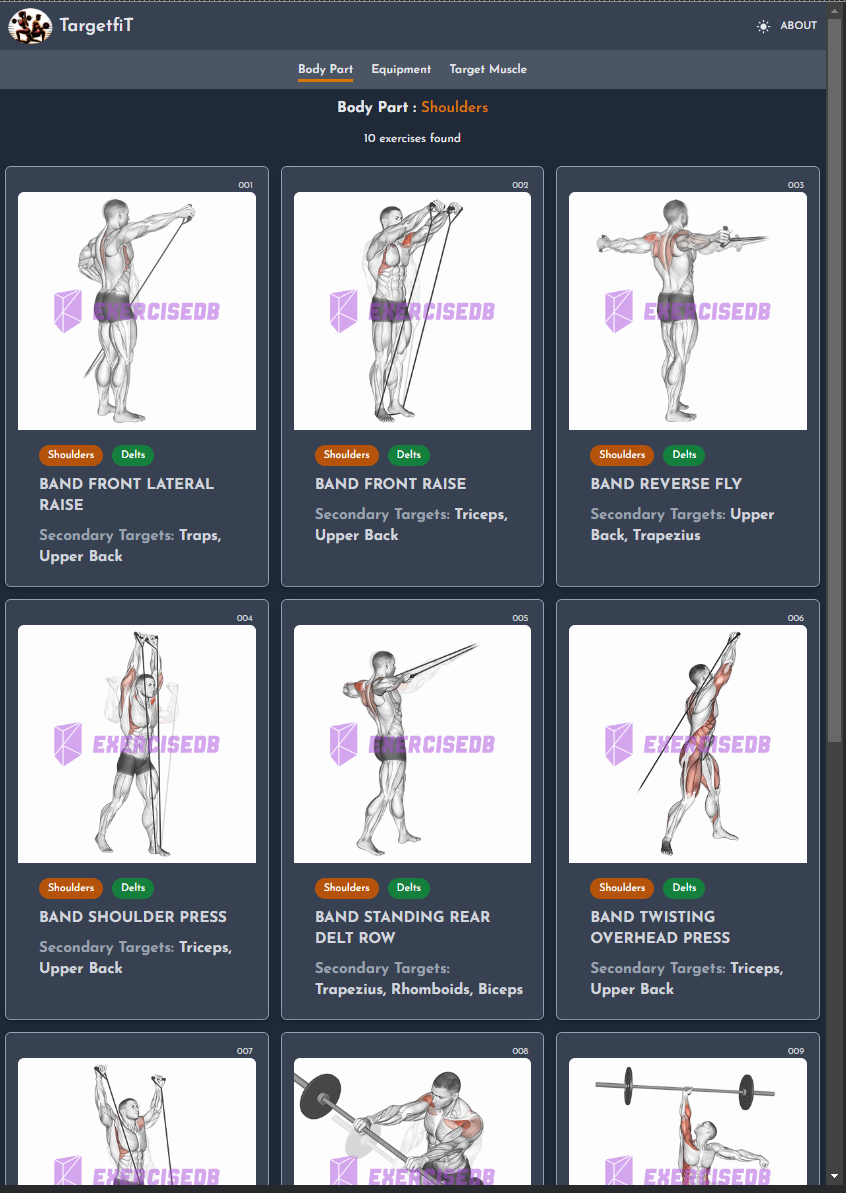 TargetfiT
ABOUT
Body Part Equipment Target Muscle
Body Part : Shoulders
10 exercises found
001
EXERCISEDB
Shoulders Delts
BAND FRONT LATERAL
RAISE
Secondary Targets: Traps,
Upper Back
002
EXERCISEDB
Shoulders Delts
BAND FRONT RAISE
Secondary Targets: Triceps,
Upper Back
003
EXERCISEDB
Shoulders Delts
BAND REVERSE FLY
Secondary Targets: Upper
Back, Trapezius
004
EXERCISEDB
Shoulders Delts
BAND SHOULDER PRESS
Secondary Targets: Triceps,
Upper Back
005
EXERCISEDB
Shoulders Delts
BAND STANDING REAR
DELT ROW
Secondary Targets:
Trapezius, Rhomboids, Biceps
006
EXERCISEDB
Shoulders Delts
BAND TWISTING
OVERHEAD PRESS
Secondary Targets: Triceps,
Upper Back
007
EXERCISEDB
008
EXERCISEDB
009
EXERCISEDB